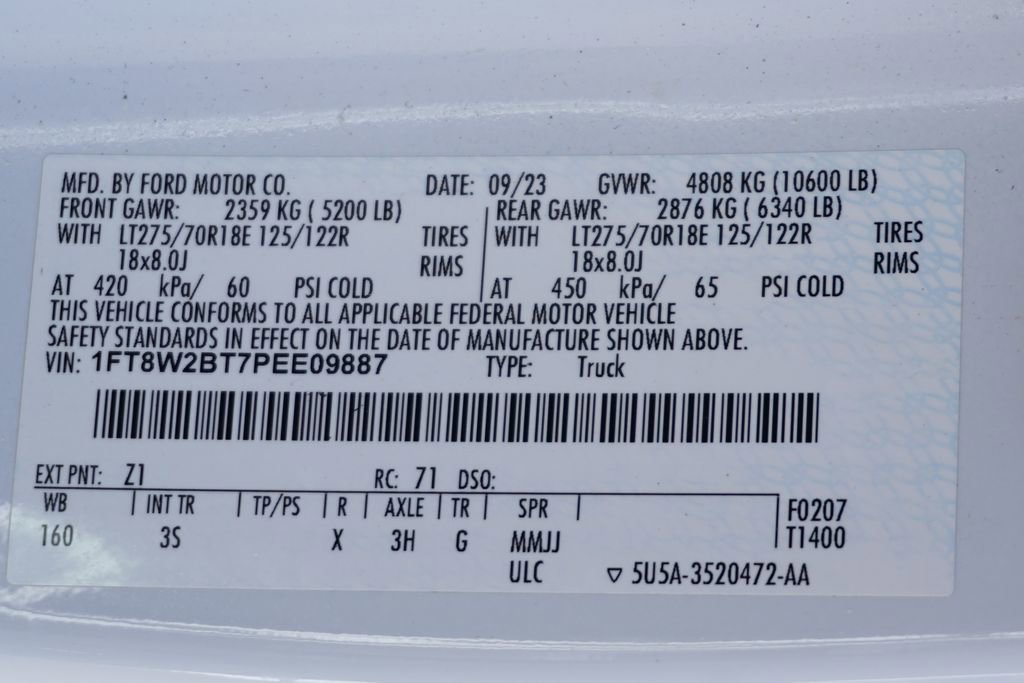 MFD. BY FORD MOTOR CO. DATE: 09/23 GVWR: 4808 KG (10600 LB)
FRONT GAWR: 2359 KG ( 5200 LB) REAR GAWR: 2876 KG ( 6340 LB)
WITH LT275/70R18E 125/122R TIRES WITH LT275/70R18E 125/122R TIRES
18x8.0J RIMS 18x8.0J RIMS
AT 420 kPa/ 60 PSI COLD AT 450 kPa/ 65 PSI COLD
THIS VEHICLE CONFORMS TO ALL APPLICABLE FEDERAL MOTOR VEHICLE
SAFETY STANDARDS IN EFFECT ON THE DATE OF MANUFACTURE SHOWN ABOVE.
VIN: 1FT8W2BT7PEE09887 TYPE: Truck
EXT PNT: Z1 RC: 71 DSO:
WB INT TR TP/PS R AXLE TR SPR F0207
160 3S X 3H G MMJJ T1400
ULC ▽ 5U5A-3520472-AA